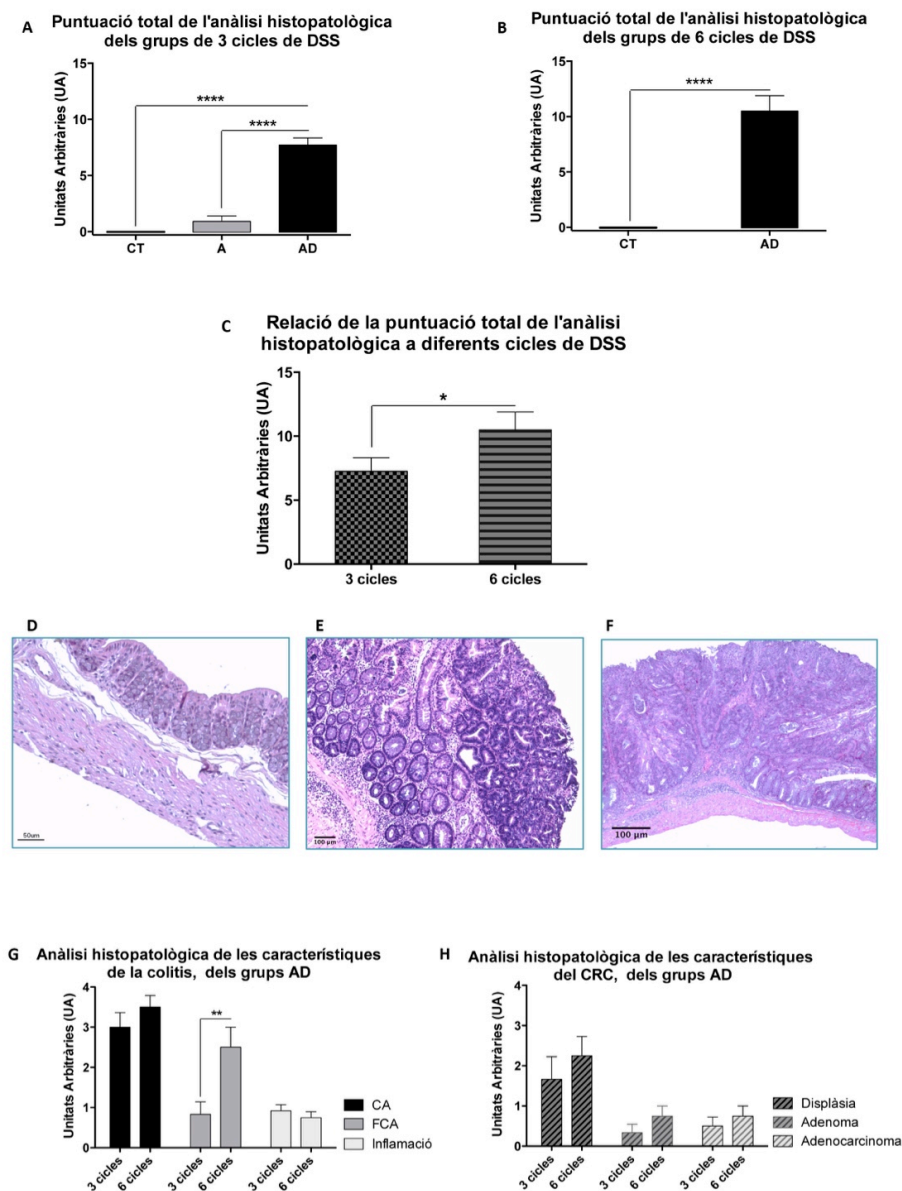 A
Puntuació total de l'anàlisi histopatològica
dels grups de 3 cicles de DSS
Unitats Arbitràries (UA)
15
10
5
0
****
****
CT
A
AD
B
Puntuació total de l'anàlisi histopatològica
dels grups de 6 cicles de DSS
Unitats Arbitràries (UA)
15
10
5
0
****
CT
AD
C
Relació de la puntuació total de l'anàlisi
histopatològica a diferents cicles de DSS
Unitats Arbitràries (UA)
15
10
5
0
*
3 cicles
6 cicles
D
50um
E
100 µm
F
100 µm
G
Anàlisi histopatològica de les característiques
de la colitis, dels grups AD
Unitats Arbitràries (UA)
4
3
2
1
0
**
3 cicles
6 cicles
3 cicles
6 cicles
3 cicles
6 cicles
CA
FCA
Inflamació
H
Anàlisi histopatològica de les característiques
del CRC, dels grups AD
Unitats Arbitràries (UA)
4
3
2
1
0
3 cicles
6 cicles
3 cicles
6 cicles
3 cicles
6 cicles
Displàsia
Adenoma
Adenocarcinoma